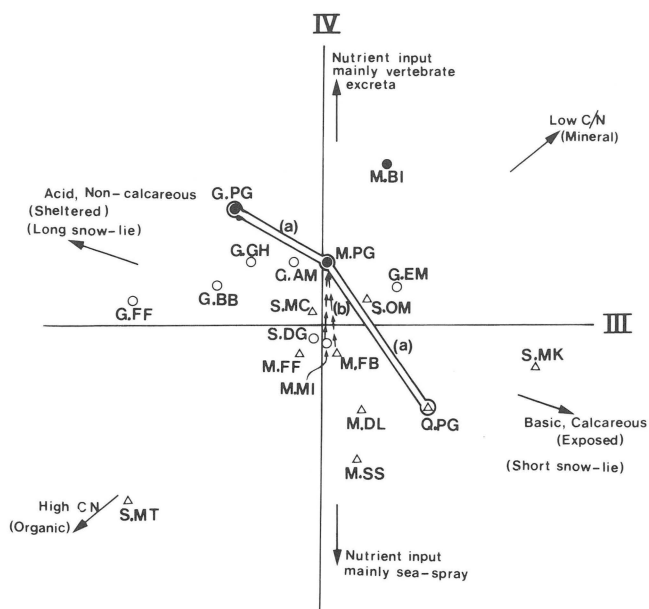 IV
Nutrient input
mainly vertebrate
excreta
Low C/N
(Mineral)
M.BI
Acid, Non-calcareous
(Sheltered)
(Long snow-lie)
G.PG
(a)
M.PG
G.GH
G.AM
G.EM
G.BB
G.FF
S.MC
(b)
S.OM
III
S.DG
(a)
S.MK
M.FF
M.FB
M.MI
M.DL
Q.PG
Basic, Calcareous
(Exposed)
(Short snow-lie)
M.SS
High C N
(Organic)
S.MT
Nutrient input
mainly sea-spray